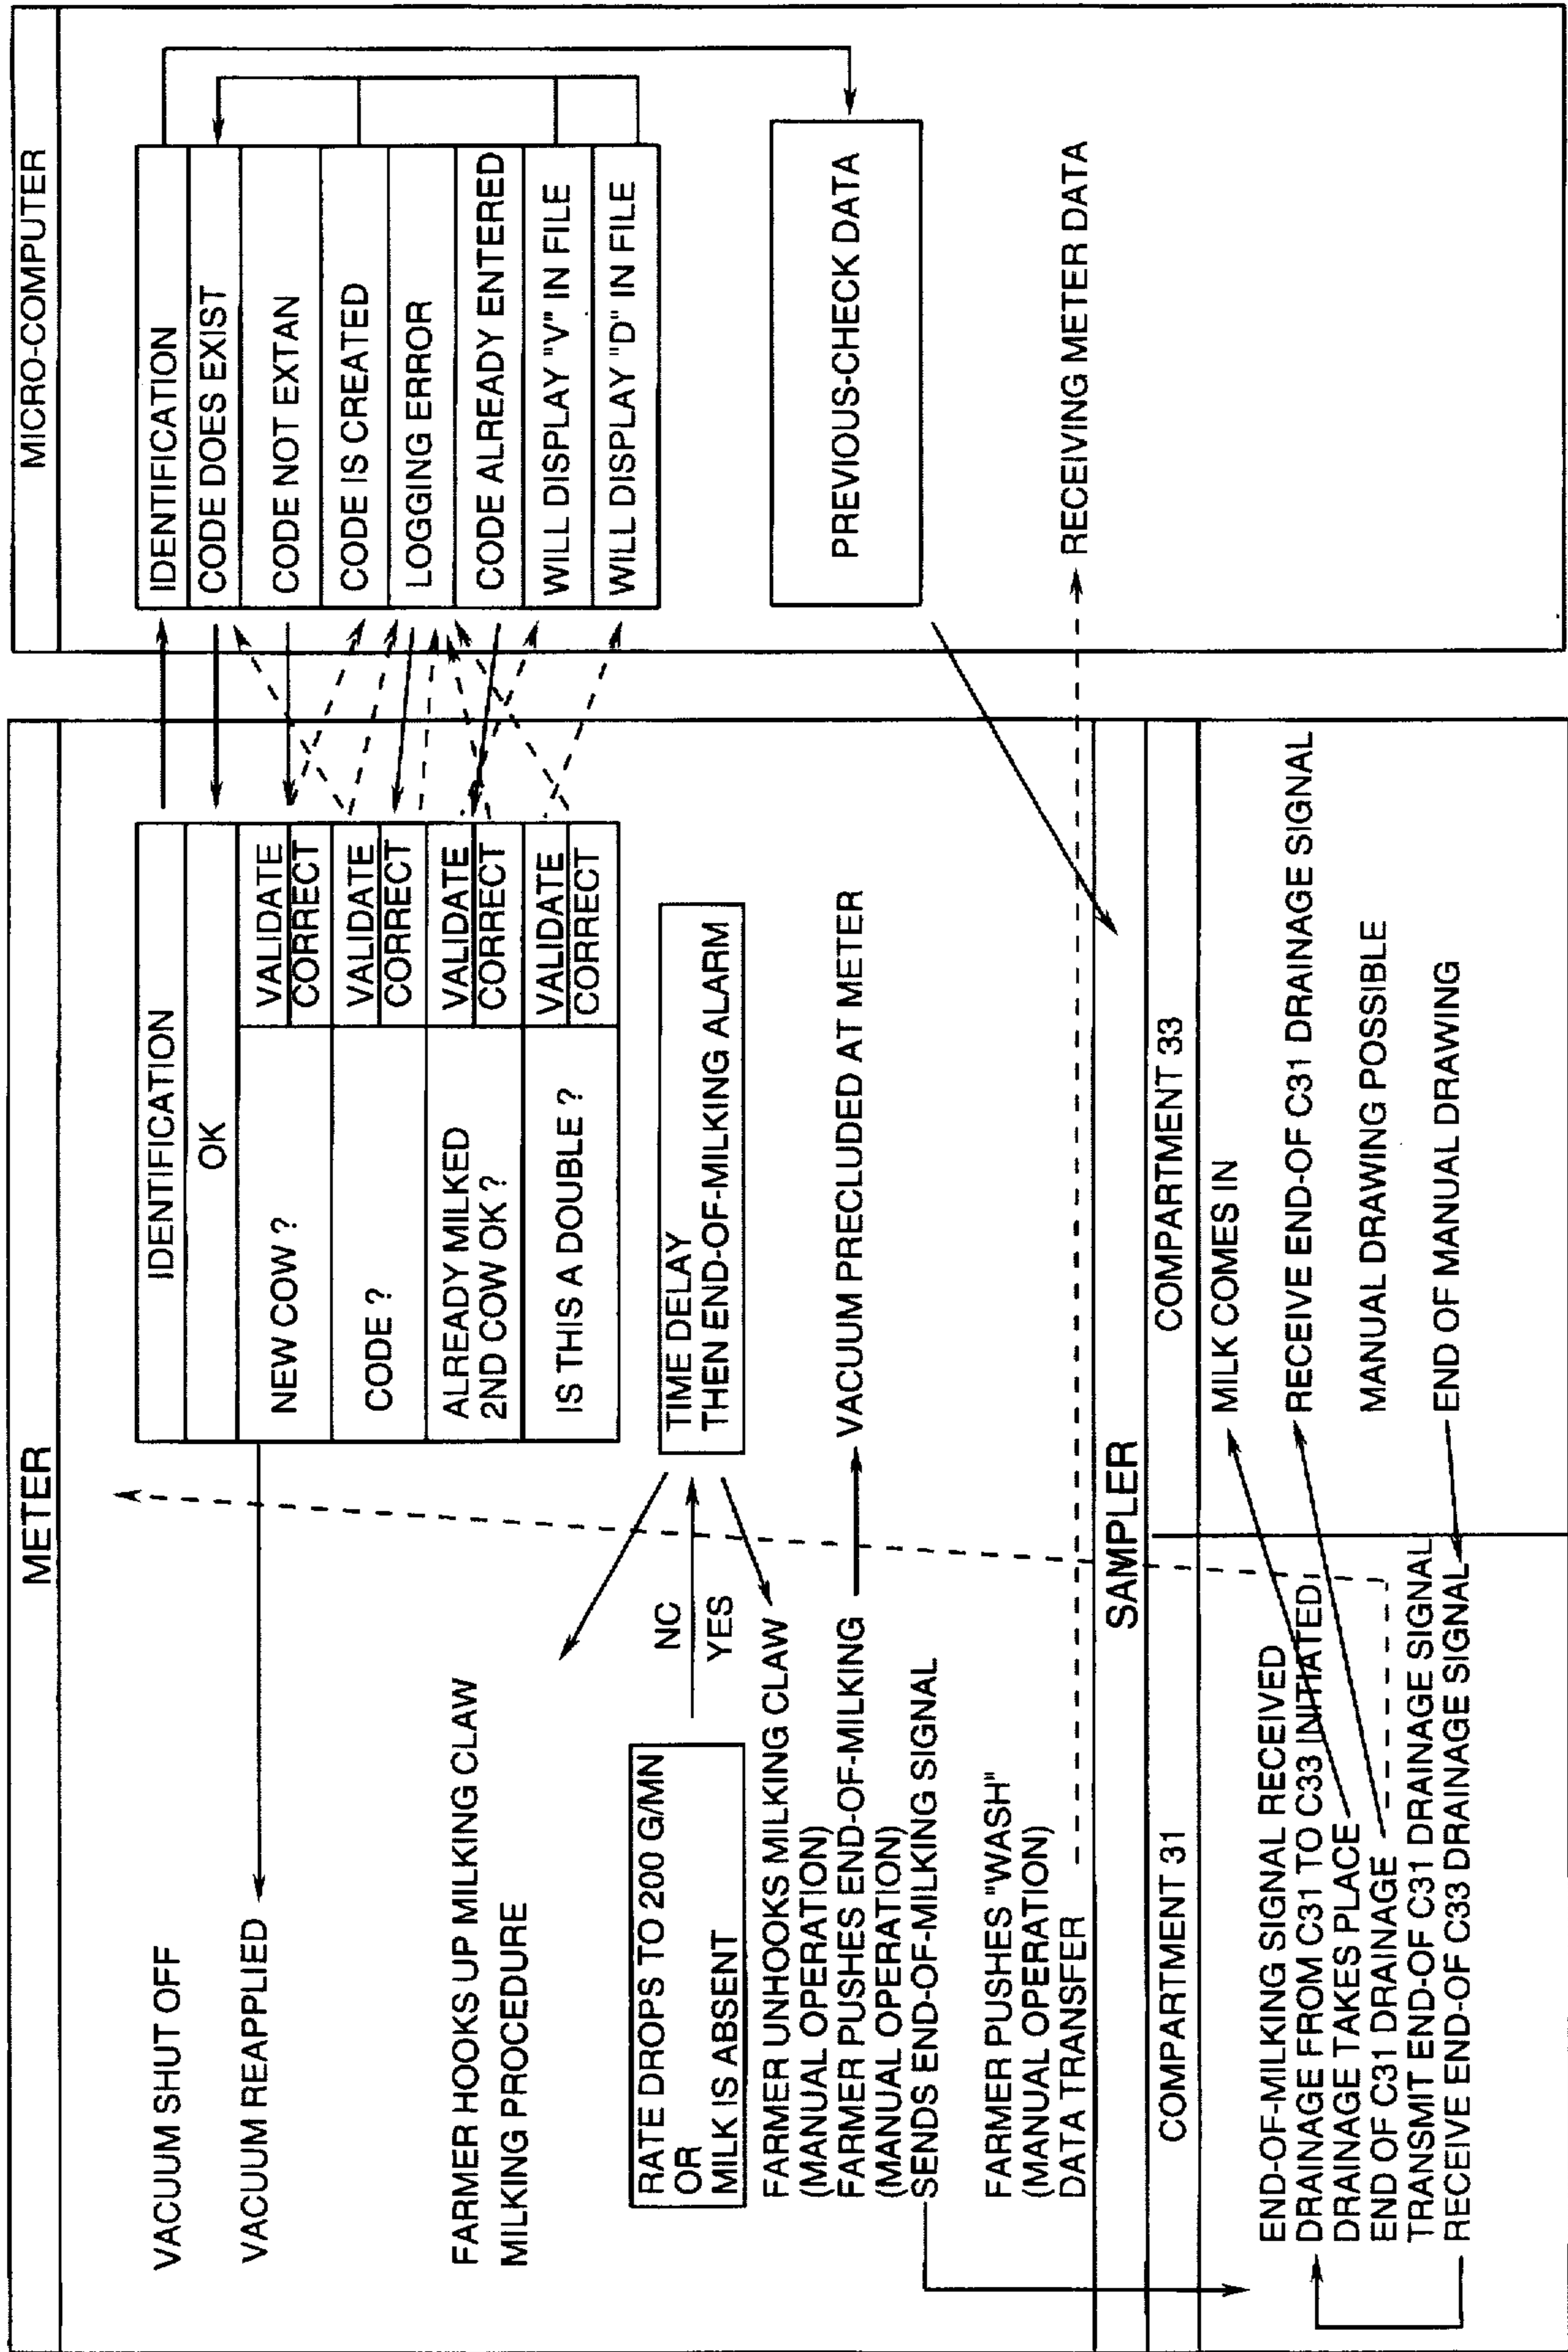 METER
VACUUM SHUT OFF
VACUUM REAPPLIED
FARMER HOOKS UP MILKING CLAW
MILKING PROCEDURE
RATE DROPS TO 200 G/MN
OR
MILK IS ABSENT
NC
YES
FARMER UNHOOKS MILKING CLAW
(MANUAL OPERATION)
FARMER PUSHES END-OF-MILKING
(MANUAL OPERATION)
SENDS END-OF-MILKING SIGNAL
FARMER PUSHES "WASH"
(MANUAL OPERATION)
DATA TRANSFER
IDENTIFICATION
OK
NEW COW ?
VALIDATE
CORRECT
CODE ?
VALIDATE
CORRECT
ALREADY MILKED
2ND COW OK ?
VALIDATE
CORRECT
IS THIS A DOUBLE ?
VALIDATE
CORRECT
TIME DELAY
THEN END-OF-MILKING ALARM
VACUUM PRECLUDED AT METER
MICRO-COMPUTER
IDENTIFICATION
CODE DOES EXIST
CODE NOT EXTAN
CODE IS CREATED
LOGGING ERROR
CODE ALREADY ENTERED
WILL DISPLAY "V" IN FILE
WILL DISPLAY "D" IN FILE
PREVIOUS-CHECK DATA
RECEIVING METER DATA
SAMPLER
COMPARTMENT 31
END-OF-MILKING SIGNAL RECEIVED
DRAINAGE FROM C31 TO C33 INITIATED
DRAINAGE TAKES PLACE
END OF C31 DRAINAGE
TRANSMIT END-OF C31 DRAINAGE SIGNAL
RECEIVE END-OF C33 DRAINAGE SIGNAL
COMPARTMENT 33
MILK COMES IN
RECEIVE END-OF C31 DRAINAGE SIGNAL
MANUAL DRAWING POSSIBLE
END OF MANUAL DRAWING